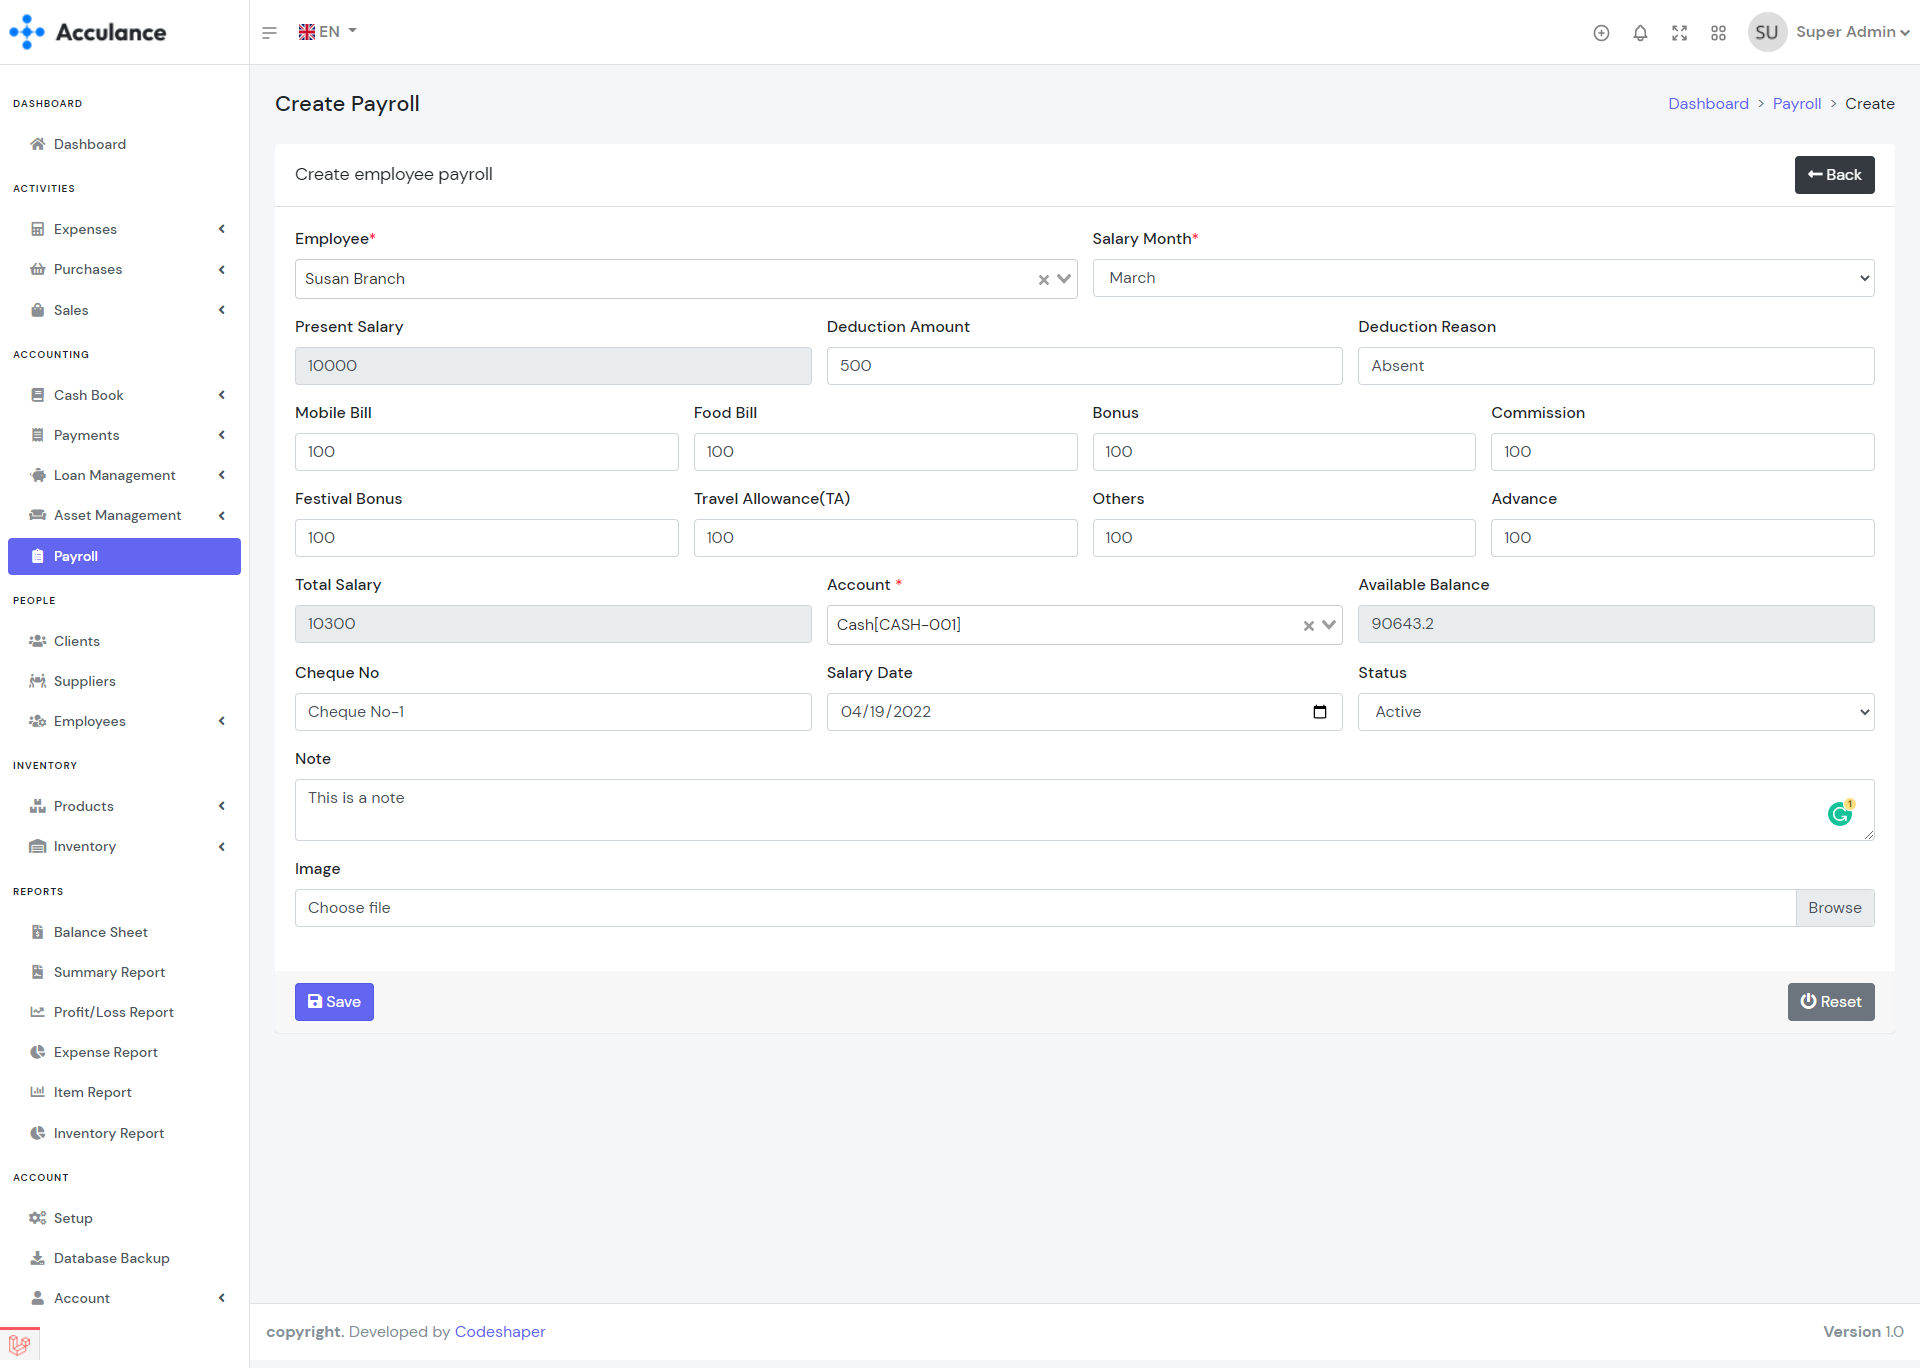 Acculance
EN
SU Super Admin
DASHBOARD
Dashboard
ACTIVITIES
Expenses
Purchases
Sales
ACCOUNTING
Cash Book
Payments
Loan Management
Asset Management
Payroll
PEOPLE
Clients
Suppliers
Employees
INVENTORY
Products
Inventory
REPORTS
Balance Sheet
Summary Report
Profit/Loss Report
Expense Report
Item Report
Inventory Report
ACCOUNT
Setup
Database Backup
Account
Create Payroll
Dashboard > Payroll > Create
Create employee payroll
Back
Employee* Salary Month*
Susan Branch March
Present Salary Deduction Amount Deduction Reason
10000 500 Absent
Mobile Bill Food Bill Bonus Commission
100 100 100 100
Festival Bonus Travel Allowance(TA) Others Advance
100 100 100 100
Total Salary Account * Available Balance
10300 Cash[CASH-001] 90643.2
Cheque No Salary Date Status
Cheque No-1 04/19/2022 Active
Note
This is a note
1
Image
Choose file Browse
Save Reset
copyright. Developed by Codeshaper Version 1.0